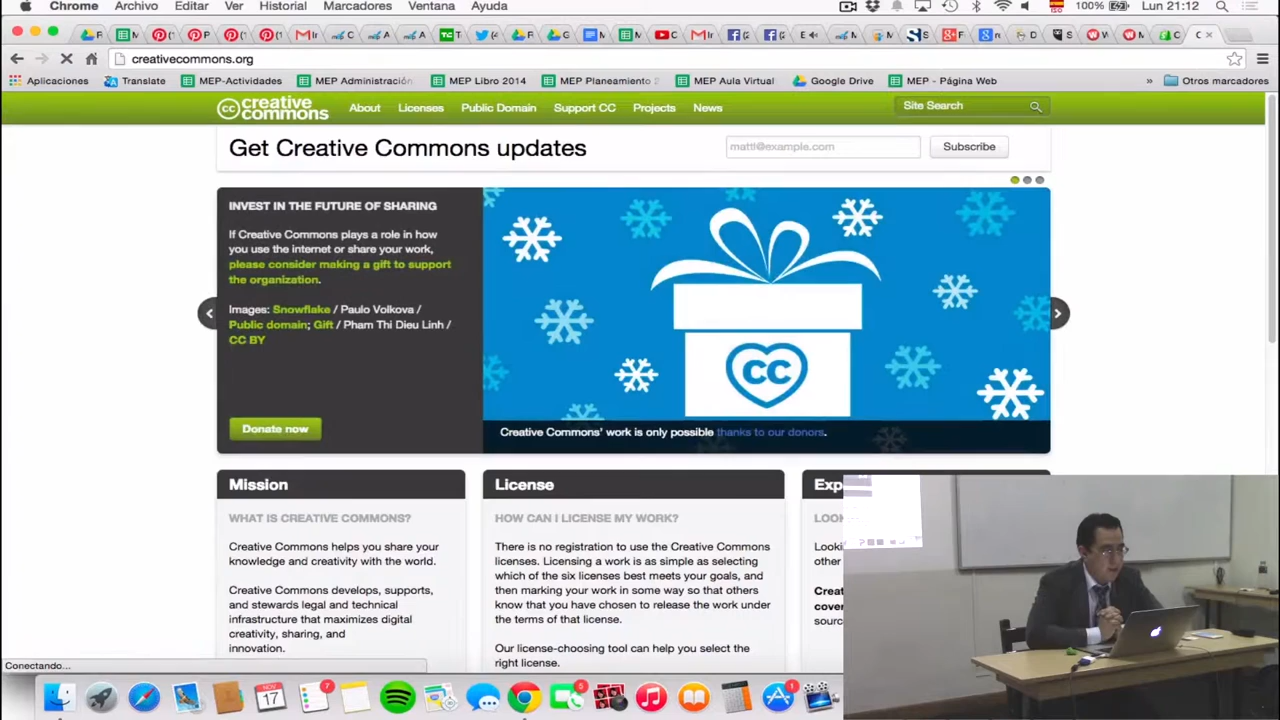 Chrome Archivo Editar Ver Historial Marcadores Ventana Ayuda
100% Lun 21:12
creativecommons.org
Aplicaciones Translate MEP-Actividades MEP Administración MEP Libro 2014 MEP Planeamiento MEP Aula Virtual Google Drive MEP - Página Web » Otros marcadores
creative commons
About Licenses Public Domain Support CC Projects News
Site Search
Get Creative Commons updates
mattl@example.com
Subscribe
INVEST IN THE FUTURE OF SHARING
If Creative Commons plays a role in how
you use the internet or share your work,
please consider making a gift to support
the organization.
Images: Snowflake / Paulo Volkova /
Public domain; Gift / Pham Thi Dieu Linh /
CC BY
Donate now
CC
Creative Commons' work is only possible thanks to our donors.
Mission
WHAT IS CREATIVE COMMONS?
Creative Commons helps you share your
knowledge and creativity with the world.
Creative Commons develops, supports,
and stewards legal and technical
infrastructure that maximizes digital
creativity, sharing, and
innovation.
License
HOW CAN I LICENSE MY WORK?
There is no registration to use the Creative Commons
licenses. Licensing a work is as simple as selecting
which of the six licenses best meets your goals, and
then marking your work in some way so that others
know that you have chosen to release the work under
the terms of that license.
Our license-choosing tool can help you select the
right license.
Exp
LOO
Looki
other
Creat
cover
sourc
Conectando...
NOV
17